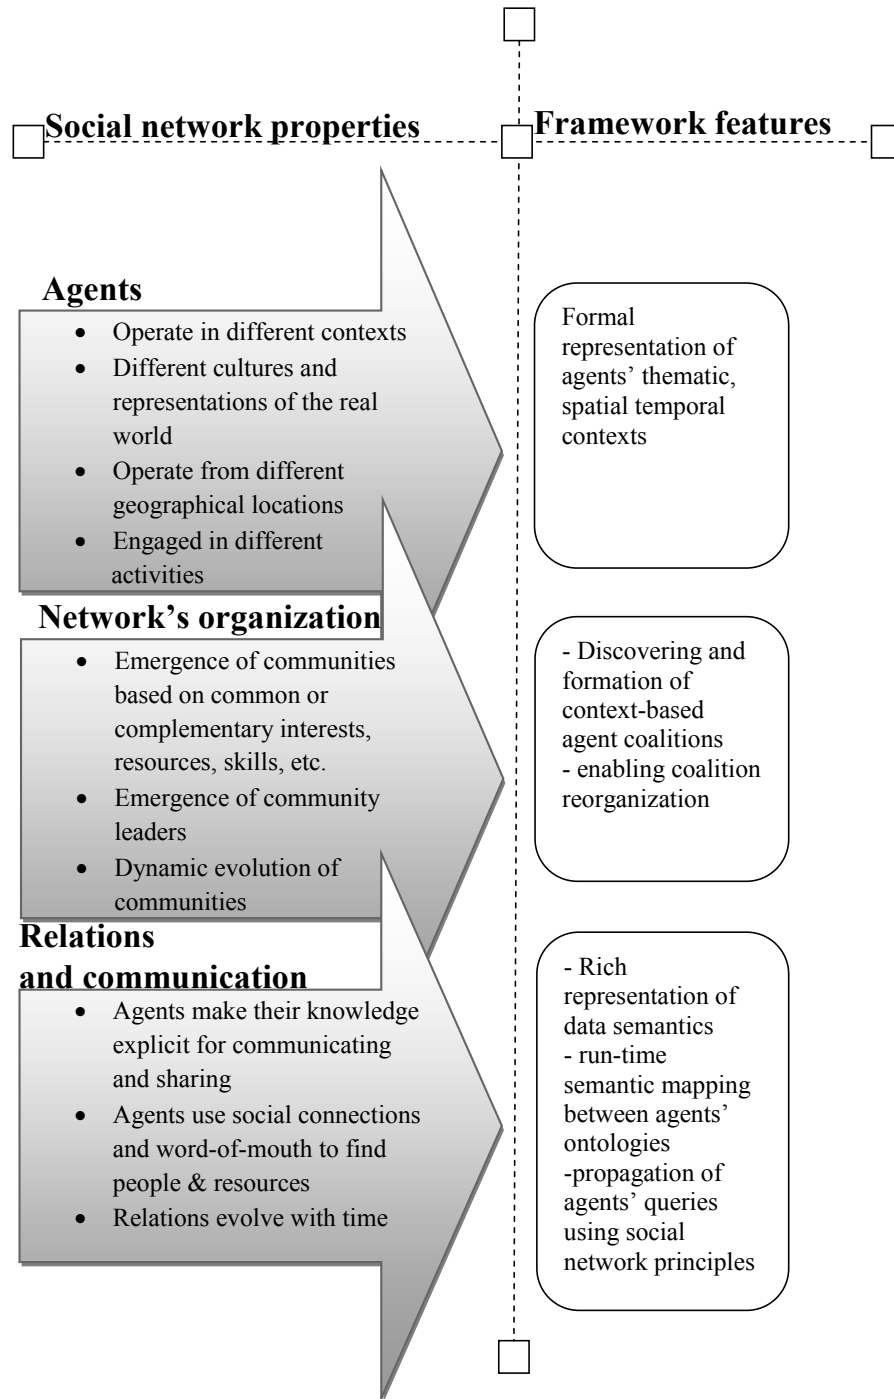 Social network properties
Framework features
Agents
• Operate in different contexts
• Different cultures and
representations of the real
world
• Operate from different
geographical locations
• Engaged in different
activities
Formal
representation of
agents’ thematic,
spatial temporal
contexts
Network’s organization
• Emergence of communities
based on common or
complementary interests,
resources, skills, etc.
• Emergence of community
leaders
• Dynamic evolution of
communities
- Discovering and
formation of
context-based
agent coalitions
- enabling coalition
reorganization
Relations
and communication
• Agents make their knowledge
explicit for communicating
and sharing
• Agents use social connections
and word-of-mouth to find
people & resources
• Relations evolve with time
- Rich
representation of
data semantics
- run-time
semantic mapping
between agents’
ontologies
-propagation of
agents’ queries
using social
network principles